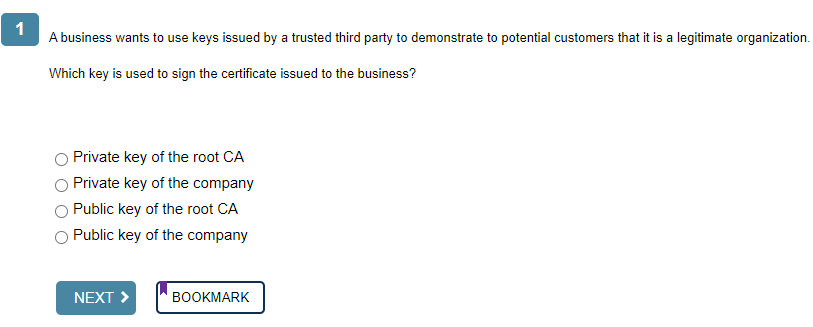 1
A business wants to use keys issued by a trusted third party to demonstrate to potential customers that it is a legitimate organization.
Which key is used to sign the certificate issued to the business?
Private key of the root CA
Private key of the company
Public key of the root CA
Public key of the company
NEXT >
BOOKMARK